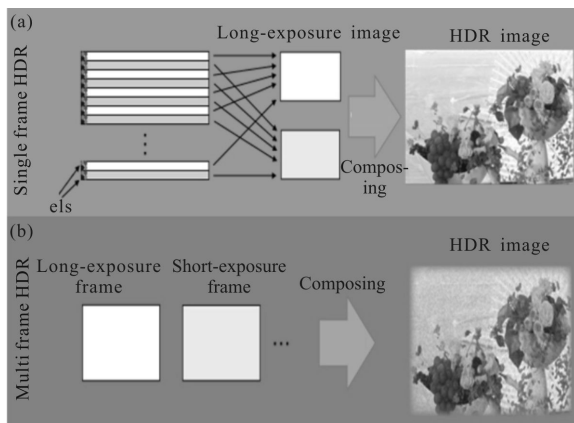 (a)
Single frame HDR
Long-exposure image
HDR image
Compos-
ing
els
(b)
Multi frame HDR
Long-exposure
frame
Short-exposure
frame
Composing
HDR image